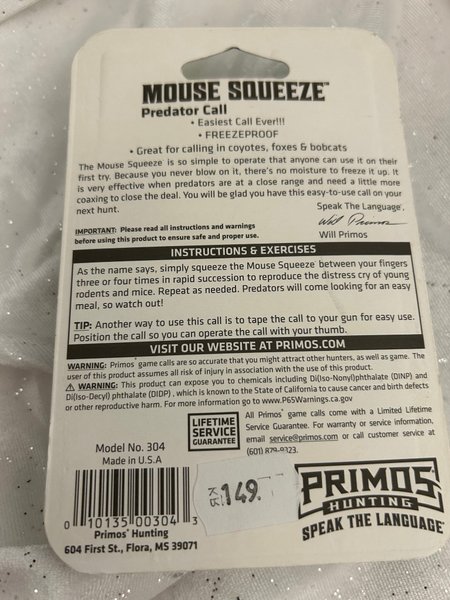 MOUSE SQUEEZE™
Predator Call
• Easiest Call Ever!!!
• FREEZEPROOF
• Great for calling in coyotes, foxes & bobcats
The Mouse Squeeze is so simple to operate that anyone can use it on their
first try. Because you never blow on it, there's no moisture to freeze it up. It
is very effective when predators are at a close range and need a little more
coaxing to close the deal. You will be glad you have this easy-to-use call on your
next hunt.
Speak The Language®,
Will Primos
Will Primos
IMPORTANT: Please read all instructions and warnings
before using this product to ensure safe and proper use.
INSTRUCTIONS & EXERCISES
As the name says, simply squeeze the Mouse Squeeze™ between your fingers
three or four times in rapid succession to reproduce the distress cry of young
rodents and mice. Repeat as needed. Predators will come looking for an easy
meal, so watch out!
TIP: Another way to use this call is to tape the call to your gun for easy use.
Position the call so you can operate the call with your thumb.
VISIT OUR WEBSITE AT PRIMOS.COM
WARNING: Primos® game calls are so accurate that you might attract other hunters, as well as game. The
user of this product assumes all risk of injury in association with the use of this product.
⚠ WARNING: This product can expose you to chemicals including Di(Iso-Nonyl)phthalate (DINP) and
Di(Iso-Decyl) phthalate (DIDP) , which is known to the State of California to cause cancer and birth defects
or other reproductive harm. For more information go to www.P65Warnings.ca.gov
LIFETIME
SERVICE
GUARANTEE
All Primos® game calls come with a Limited Lifetime
Service Guarantee. For warranty or service information,
email service@primos.com or call customer service at
(601) 879-9323.
Model No. 304
Made in U.S.A
0 10135 00304 3
Primos® Hunting
604 First St., Flora, MS 39071
KR 149.
PRIMOS®
HUNTING
SPEAK THE LANGUAGE®